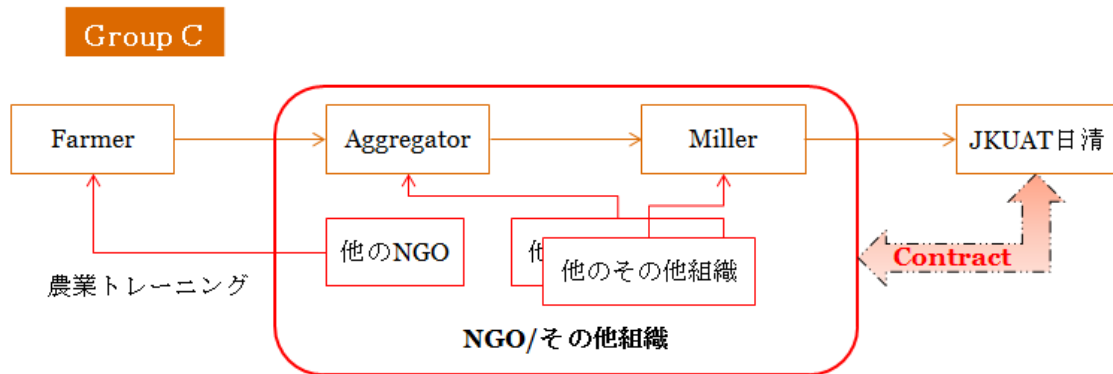 Group C
Farmer
Aggregator
Miller
JKUAT日清
他のNGO
他
他のその他組織
Contract
農業トレーニング
NGO/その他組織